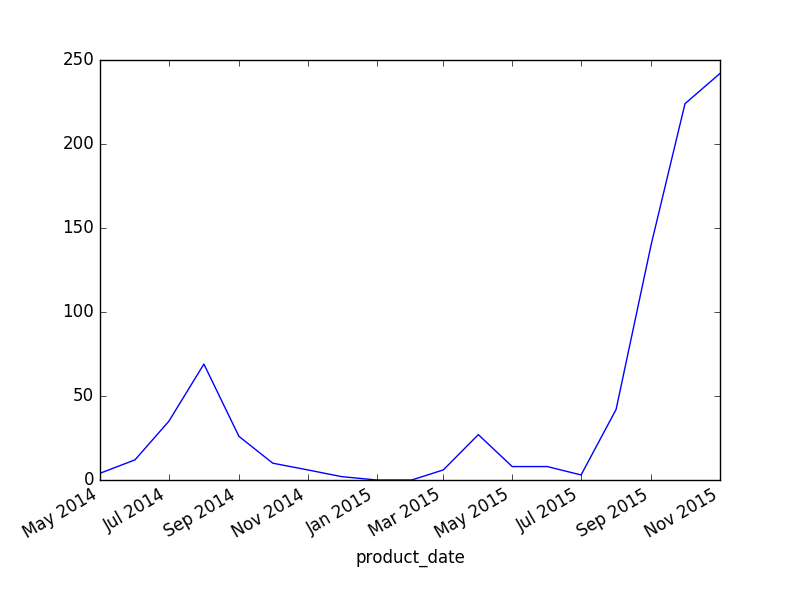 250
200
150
100
50
0
May 2014
Jul 2014
Sep 2014
Nov 2014
Jan 2015
Mar 2015
May 2015
Jul 2015
Sep 2015
Nov 2015
product_date